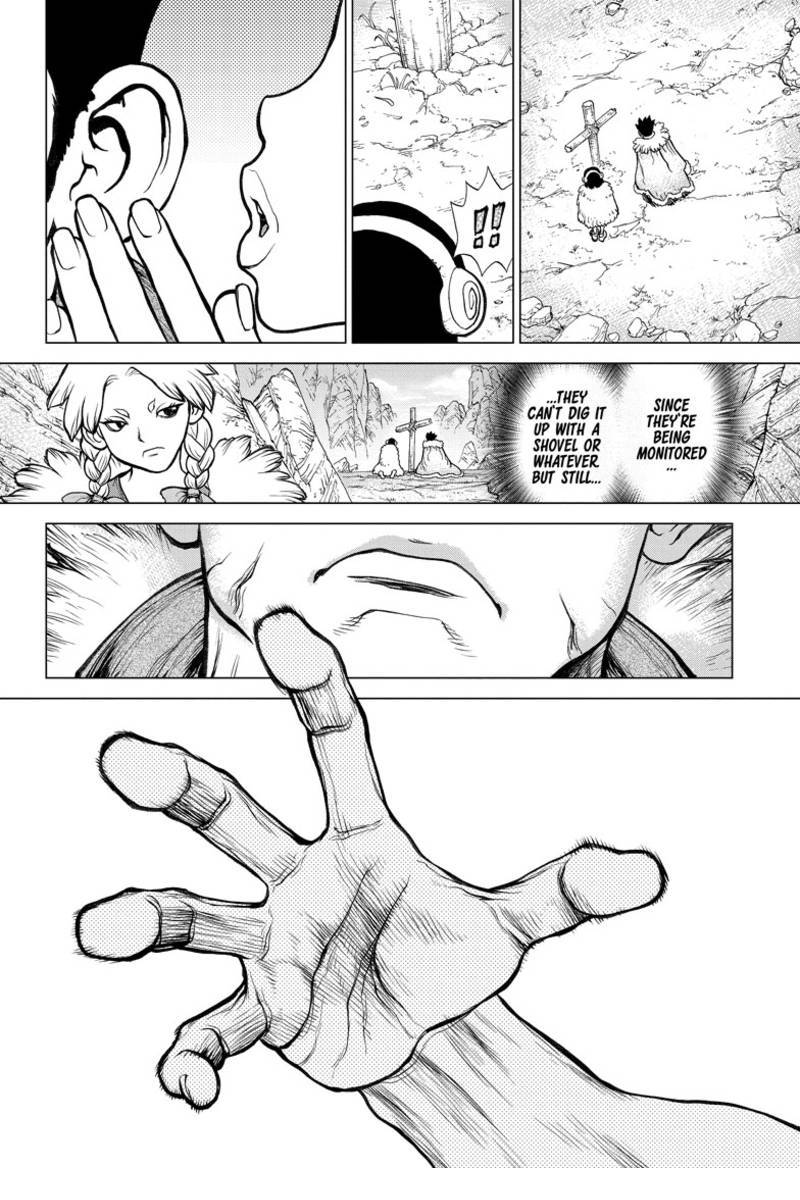 !!
SINCE
THEY'RE
BEING
MONITORED
...
...THEY
CAN'T DIG IT
UP WITH A
SHOVEL OR
WHATEVER
BUT STILL...